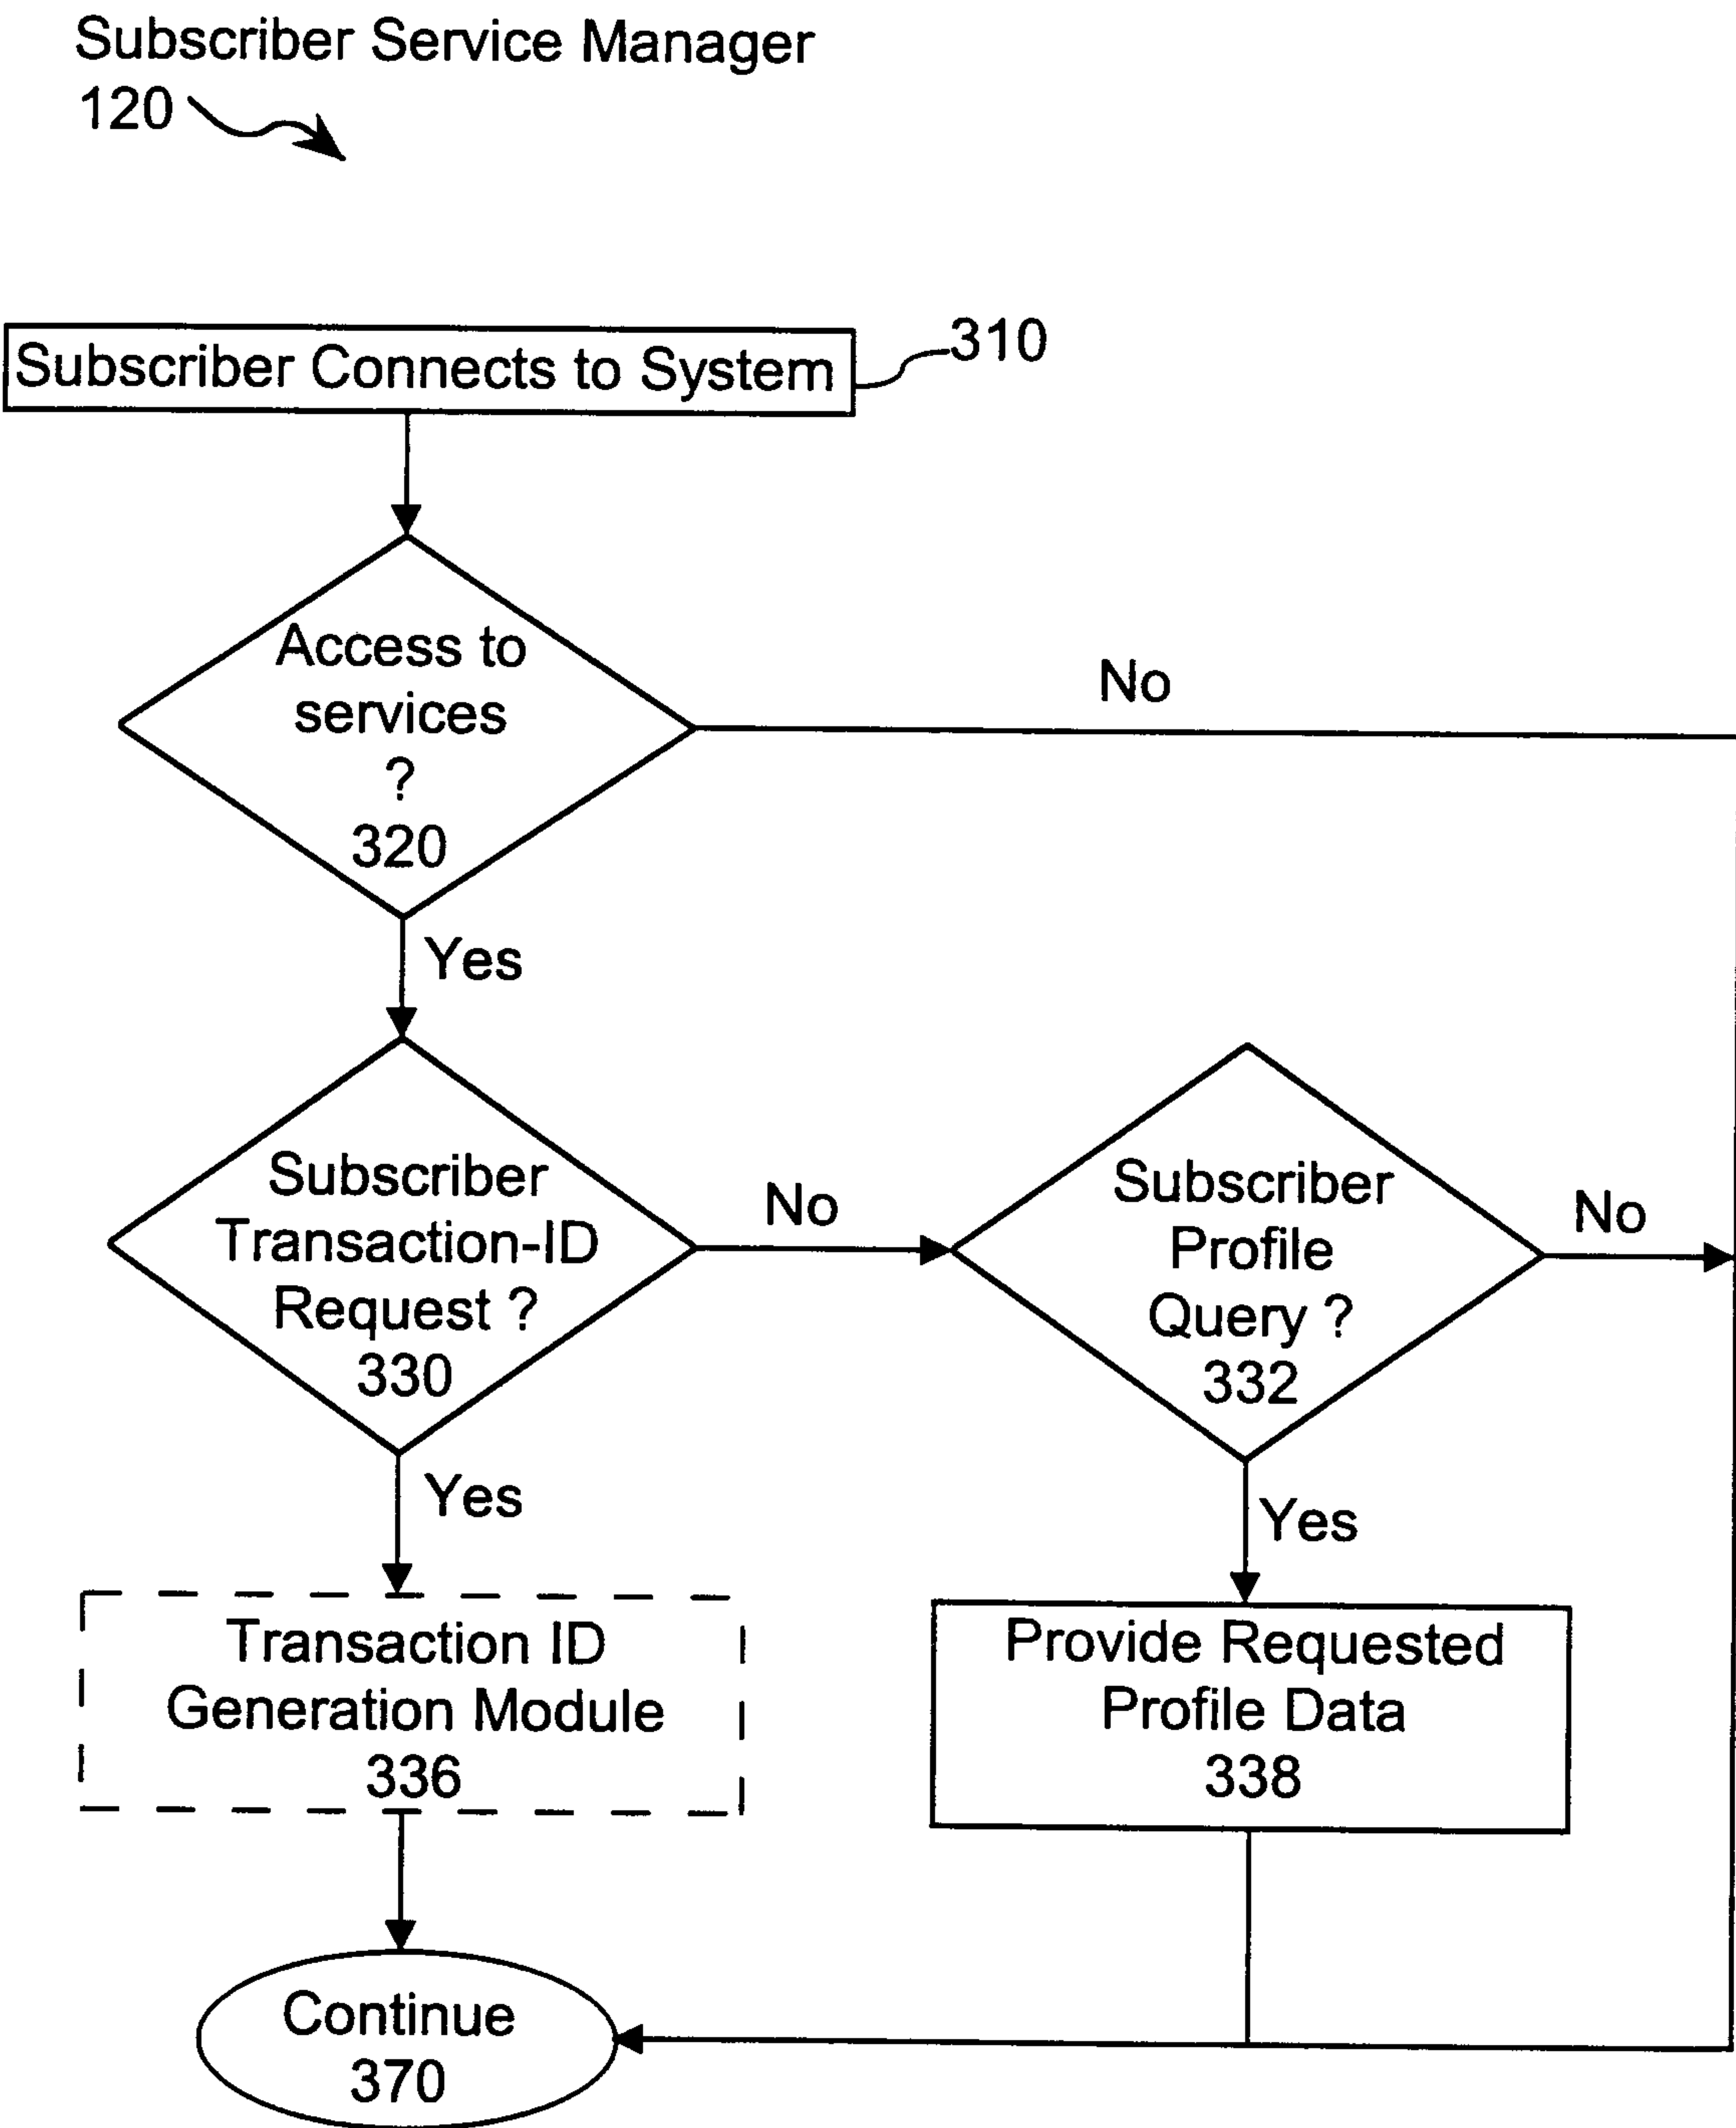 Subscriber Service Manager
120
Subscriber Connects to System
310
Access to
services
?
320
No
Yes
Subscriber
Transaction-ID
Request ?
330
No
Subscriber
Profile
Query ?
332
No
Yes
Yes
Transaction ID
Generation Module
336
Provide Requested
Profile Data
338
Continue
370